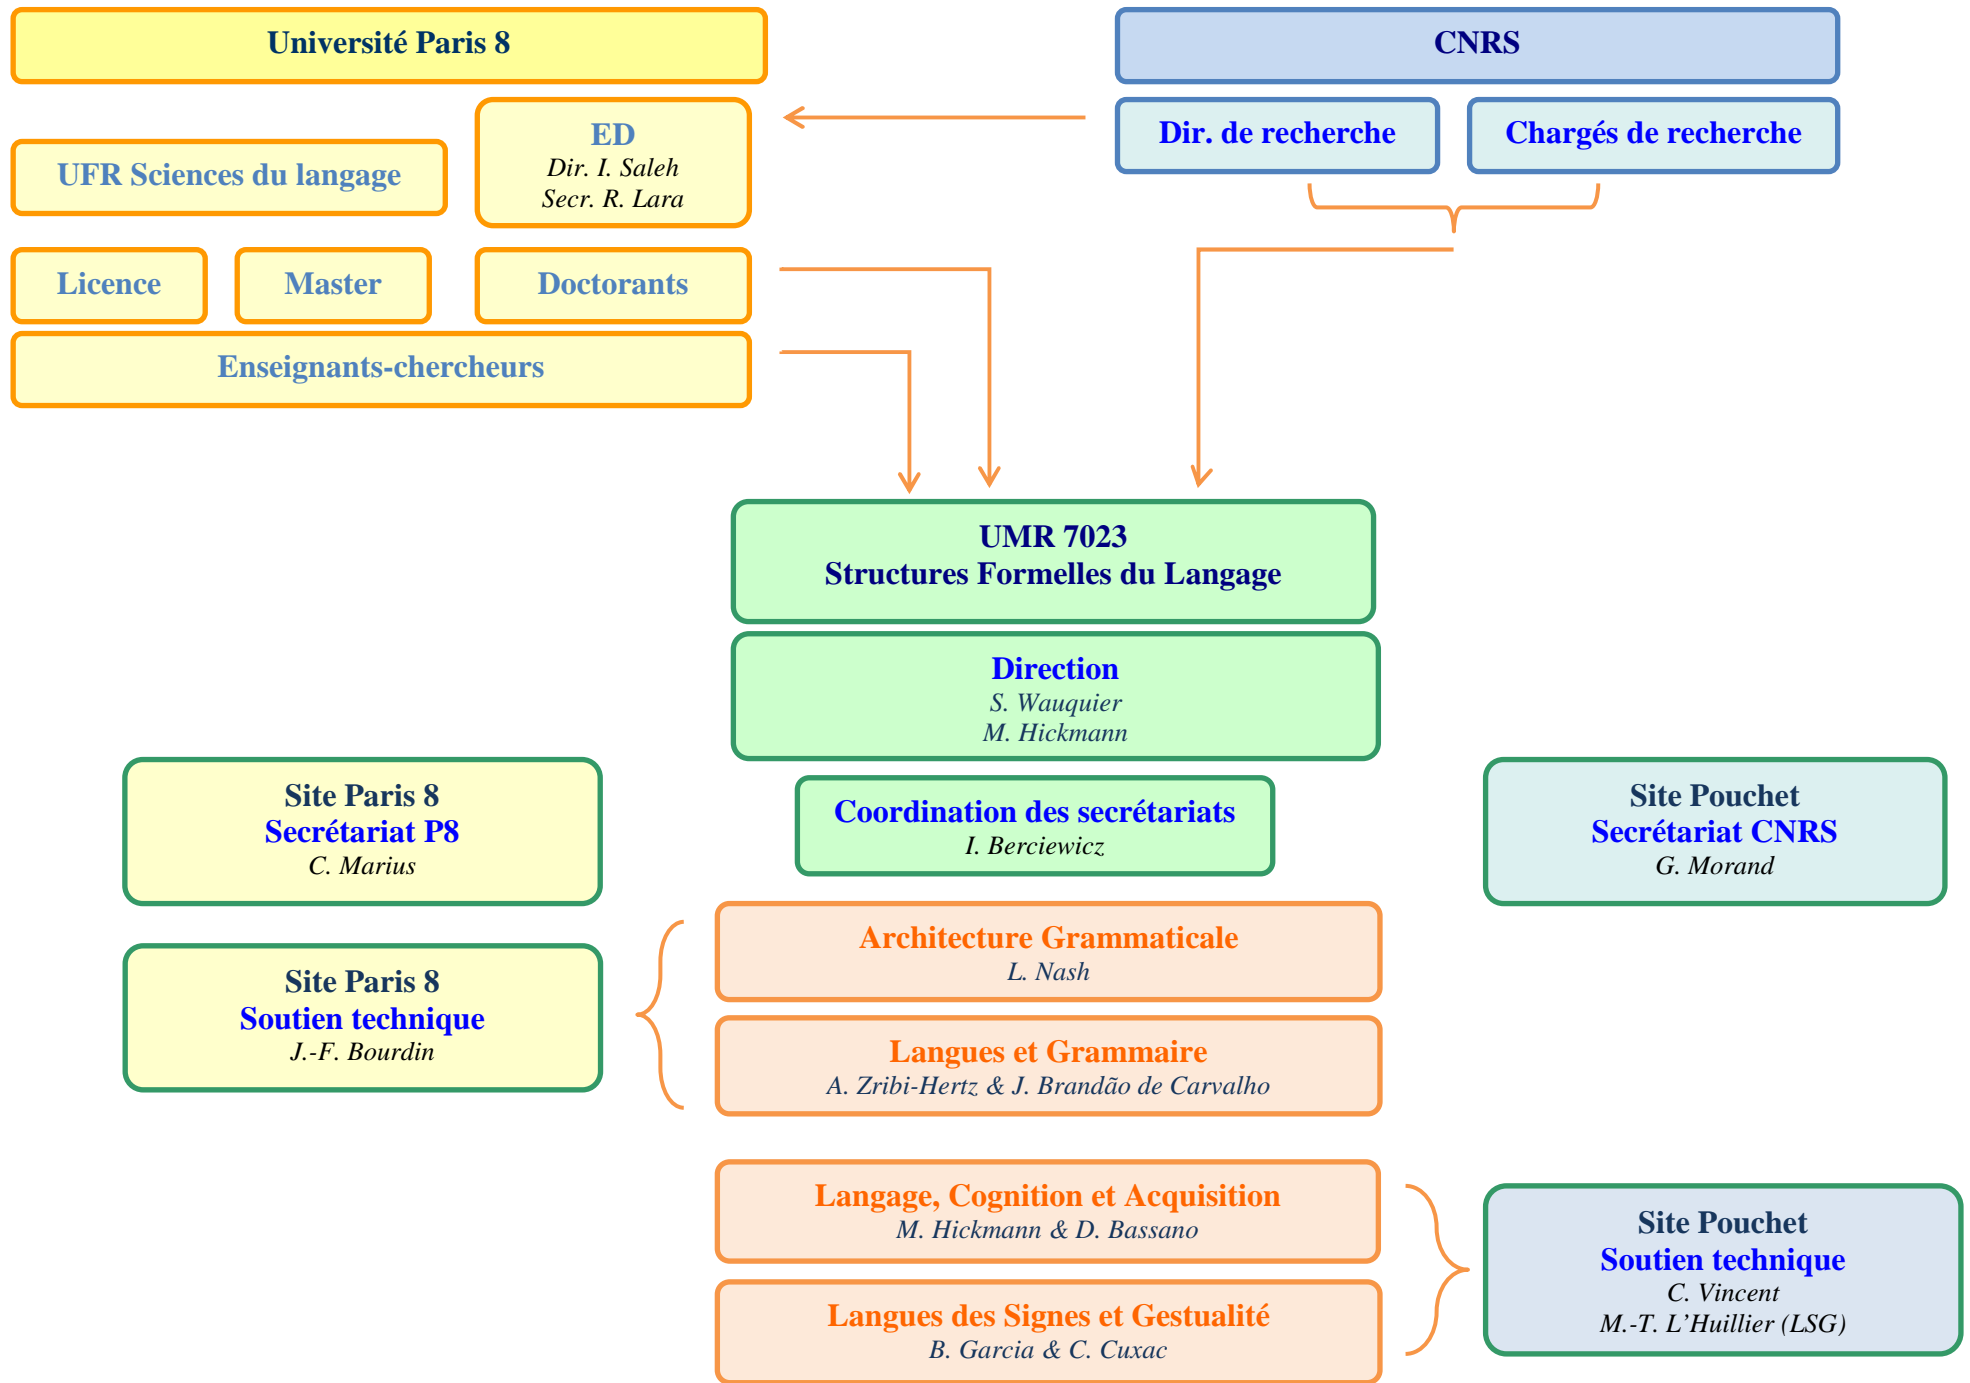 Université Paris 8
CNRS
ED
Dir. I. Saleh
Secr. R. Lara
Dir. de recherche
Chargés de recherche
UFR Sciences du langage
Licence
Master
Doctorants
Enseignants-chercheurs
UMR 7023
Structures Formelles du Langage
Direction
S. Wauquier
M. Hickmann
Site Paris 8
Secrétariat P8
C. Marius
Coordination des secrétariats
I. Berciewicz
Site Pouchet
Secrétariat CNRS
G. Morand
Architecture Grammaticale
L. Nash
Site Paris 8
Soutien technique
J.-F. Bourdin
Langues et Grammaire
A. Zribi-Hertz & J. Brandão de Carvalho
Langage, Cognition et Acquisition
M. Hickmann & D. Bassano
Site Pouchet
Soutien technique
C. Vincent
M.-T. L’Huillier (LSG)
Langues des Signes et Gestualité
B. Garcia & C. Cuxac